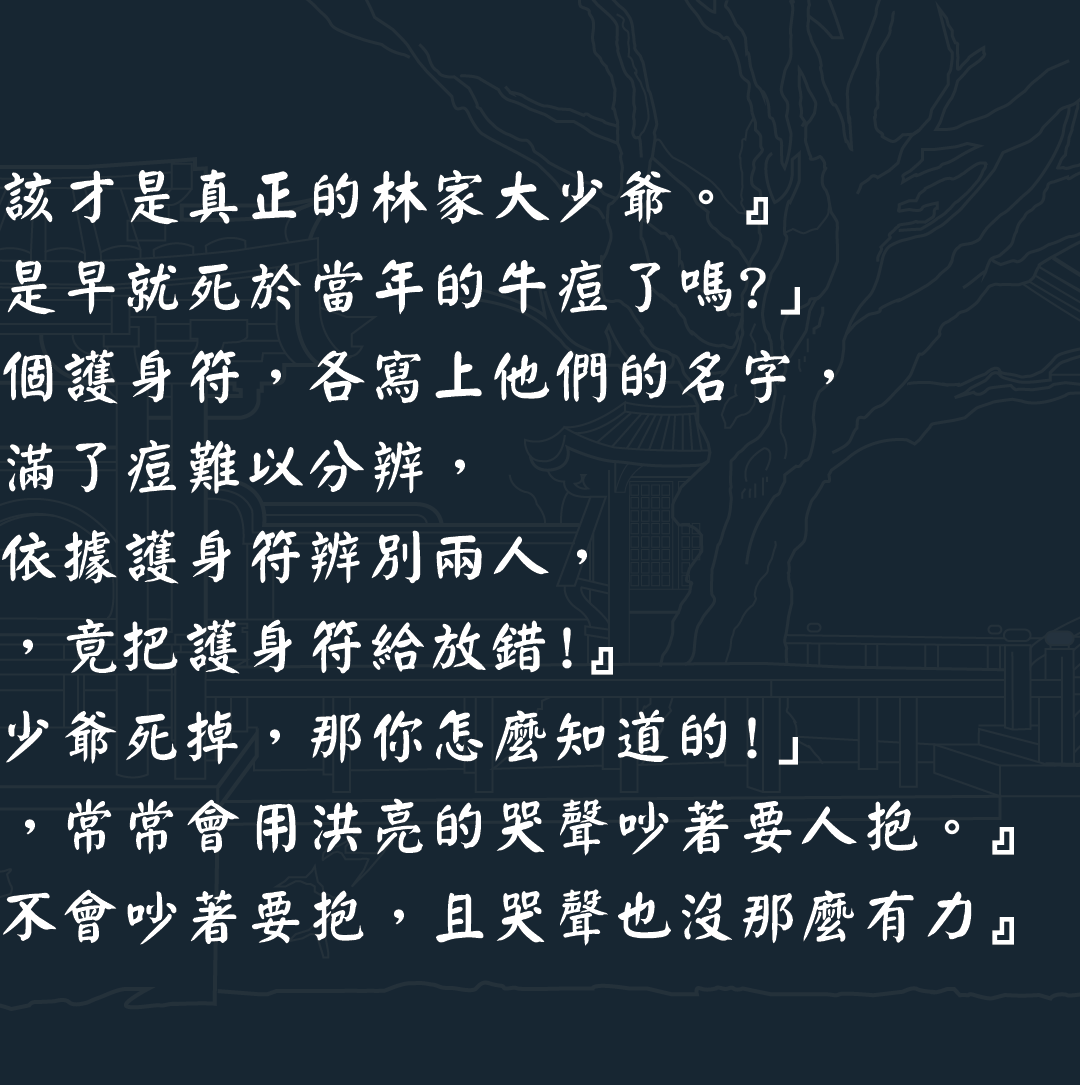 該才是真正的林家大少爺。』
是早就死於當年的牛痘了嗎?」
個護身符，各寫上他們的名字，
滿了痘難以分辨，
依據護身符辨別兩人，
，竟把護身符給放錯!』
少爺死掉，那你怎麼知道的!」
，常常會用洪亮的哭聲吵著要人抱。』
不會吵著要抱，且哭聲也沒那麼有力』